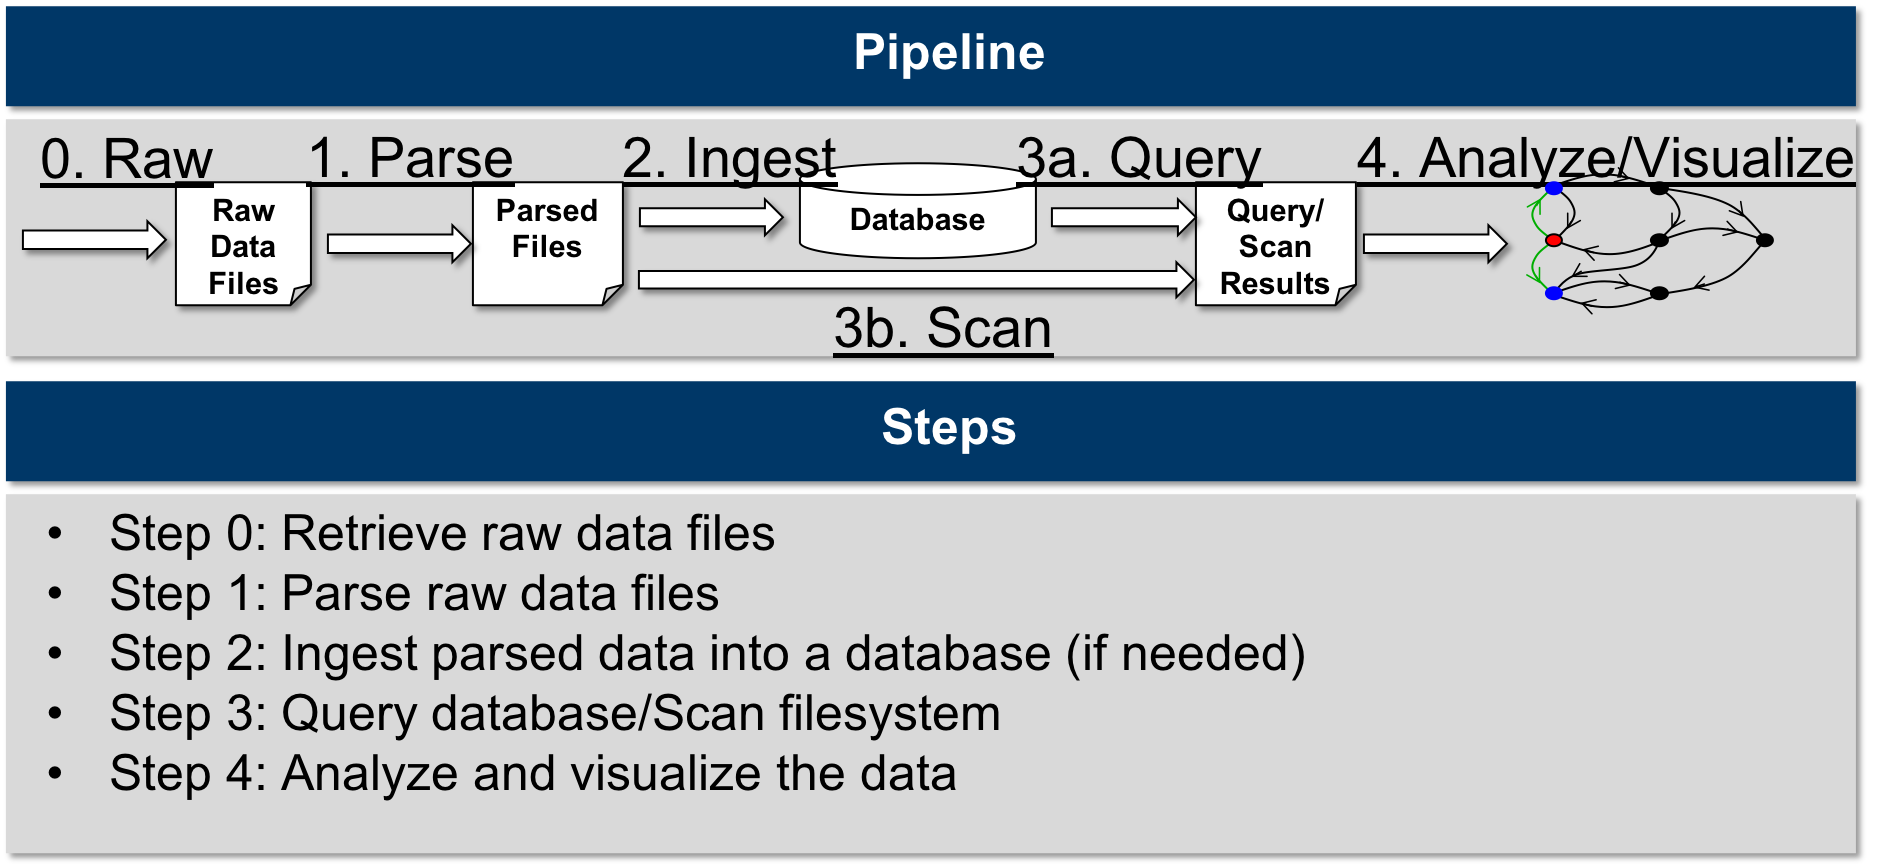 Pipeline
0. Raw
1. Parse
2. Ingest
3a. Query
4. Analyze/Visualize
Raw
Data
Files
Parsed
Files
Database
Query/
Scan
Results
3b. Scan
Steps
• Step 0: Retrieve raw data files
• Step 1: Parse raw data files
• Step 2: Ingest parsed data into a database (if needed)
• Step 3: Query database/Scan filesystem
• Step 4: Analyze and visualize the data